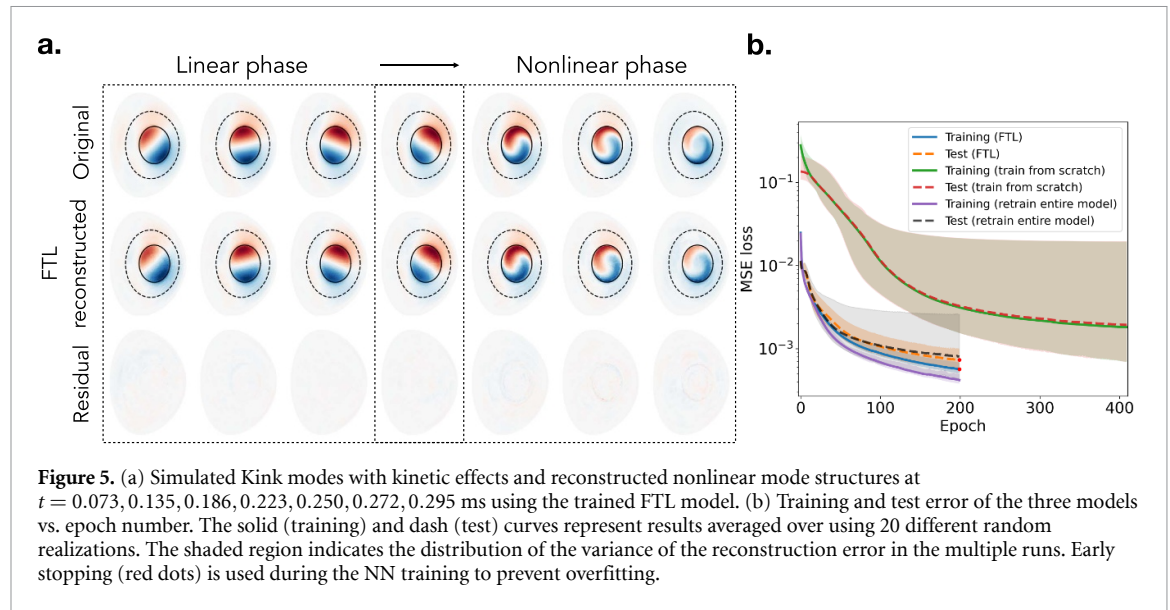 a.
b.
Linear phase
Nonlinear phase
Original
FTL
reconstructed
Residual
MSE loss
10⁻¹
10⁻²
10⁻³
Training (FTL)
Test (FTL)
Training (train from scratch)
Test (train from scratch)
Training (retrain entire model)
Test (retrain entire model)
0 100 200 300 400
Epoch
Figure 5. (a) Simulated Kink modes with kinetic effects and reconstructed nonlinear mode structures at
t = 0.073, 0.135, 0.186, 0.223, 0.250, 0.272, 0.295 ms using the trained FTL model. (b) Training and test error of the three models
vs. epoch number. The solid (training) and dash (test) curves represent results averaged over using 20 different random
realizations. The shaded region indicates the distribution of the variance of the reconstruction error in the multiple runs. Early
stopping (red dots) is used during the NN training to prevent overfitting.